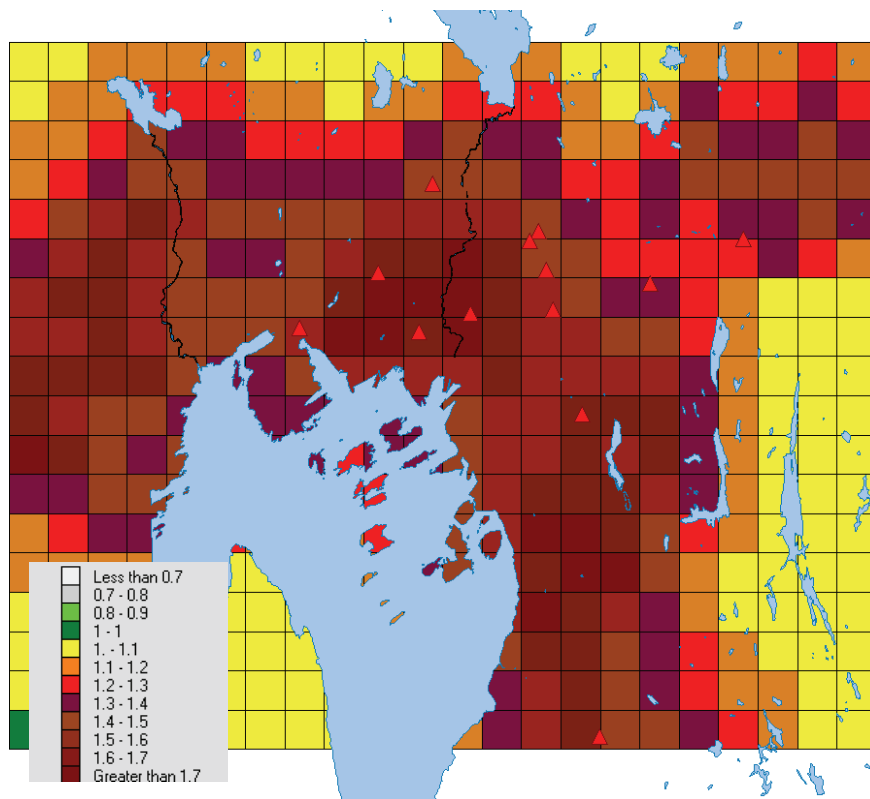 Less than 0.7
0.7 - 0.8
0.8 - 0.9
1 - 1
1. - 1.1
1.1 - 1.2
1.2 - 1.3
1.3 - 1.4
1.4 - 1.5
1.5 - 1.6
1.6 - 1.7
Greater than 1.7